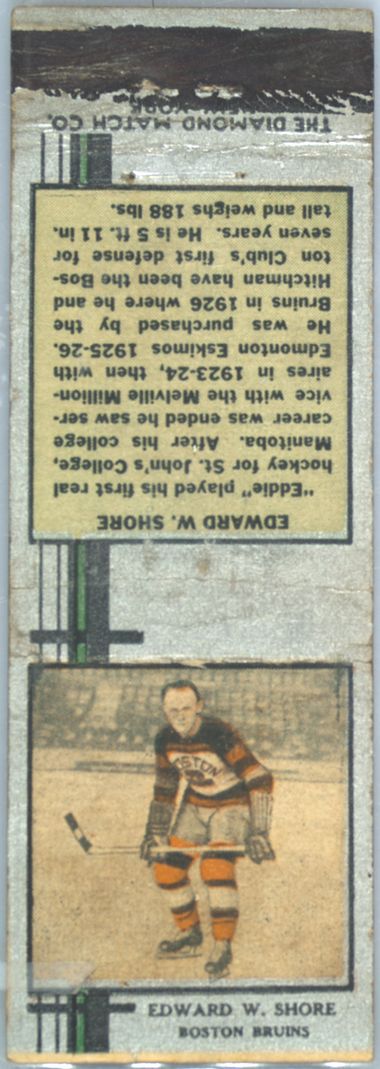 EDWARD W. SHORE
"Eddie" played his first real
hockey for St. John's College,
Manitoba. Afrer his college
career was ended he saw ser-
vice with the Melville Million-
aires in 1923-24, then with
Edmonton Eskimos 1925-26.
He was purchased by the
Bruins in 1926 where he and
Hitchman have been the Bos-
ton Club's first defense for
seven years. He is 5 ft. 11 in.
tall and weighs 188 lbs.
THE DIAMOND MATCH CO.
NEW YORK
BOSTON
EDWARD W. SHORE
BOSTON BRUINS